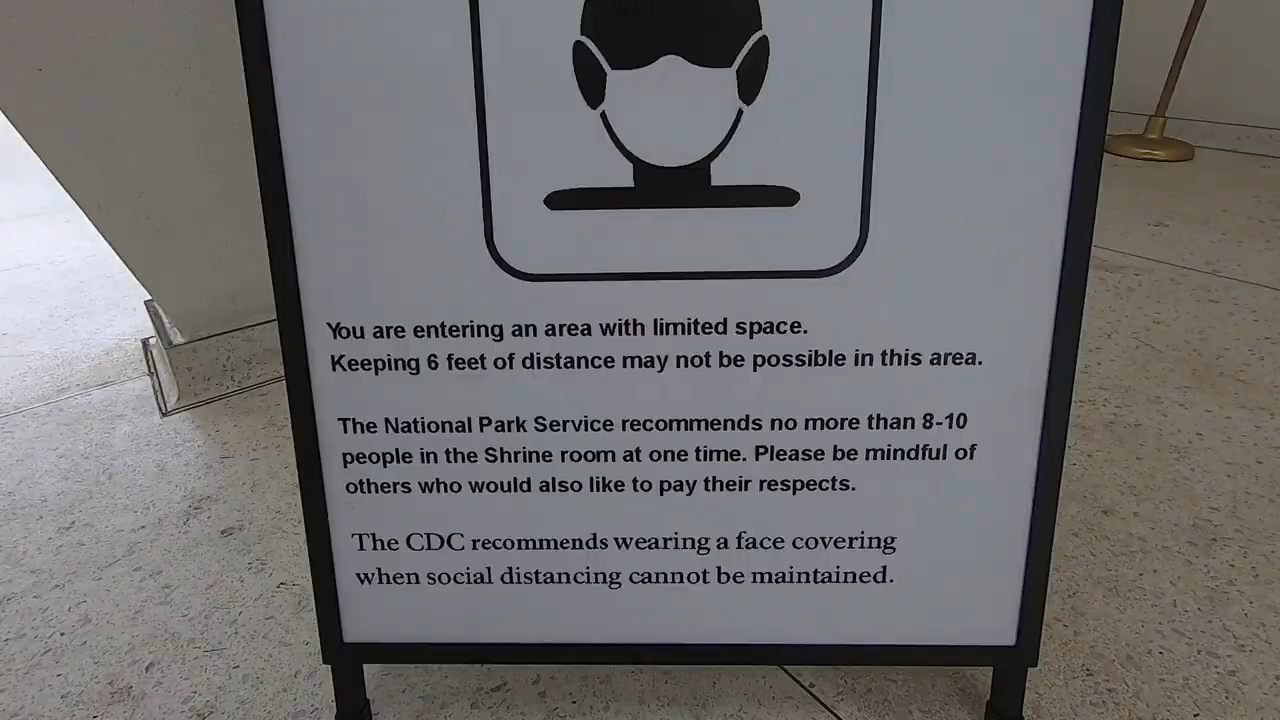 You are entering an area with limited space.
Keeping 6 feet of distance may not be possible in this area.
The National Park Service recommends no more than 8-10
people in the Shrine room at one time. Please be mindful of
others who would also like to pay their respects.
The CDC recommends wearing a face covering
when social distancing cannot be maintained.